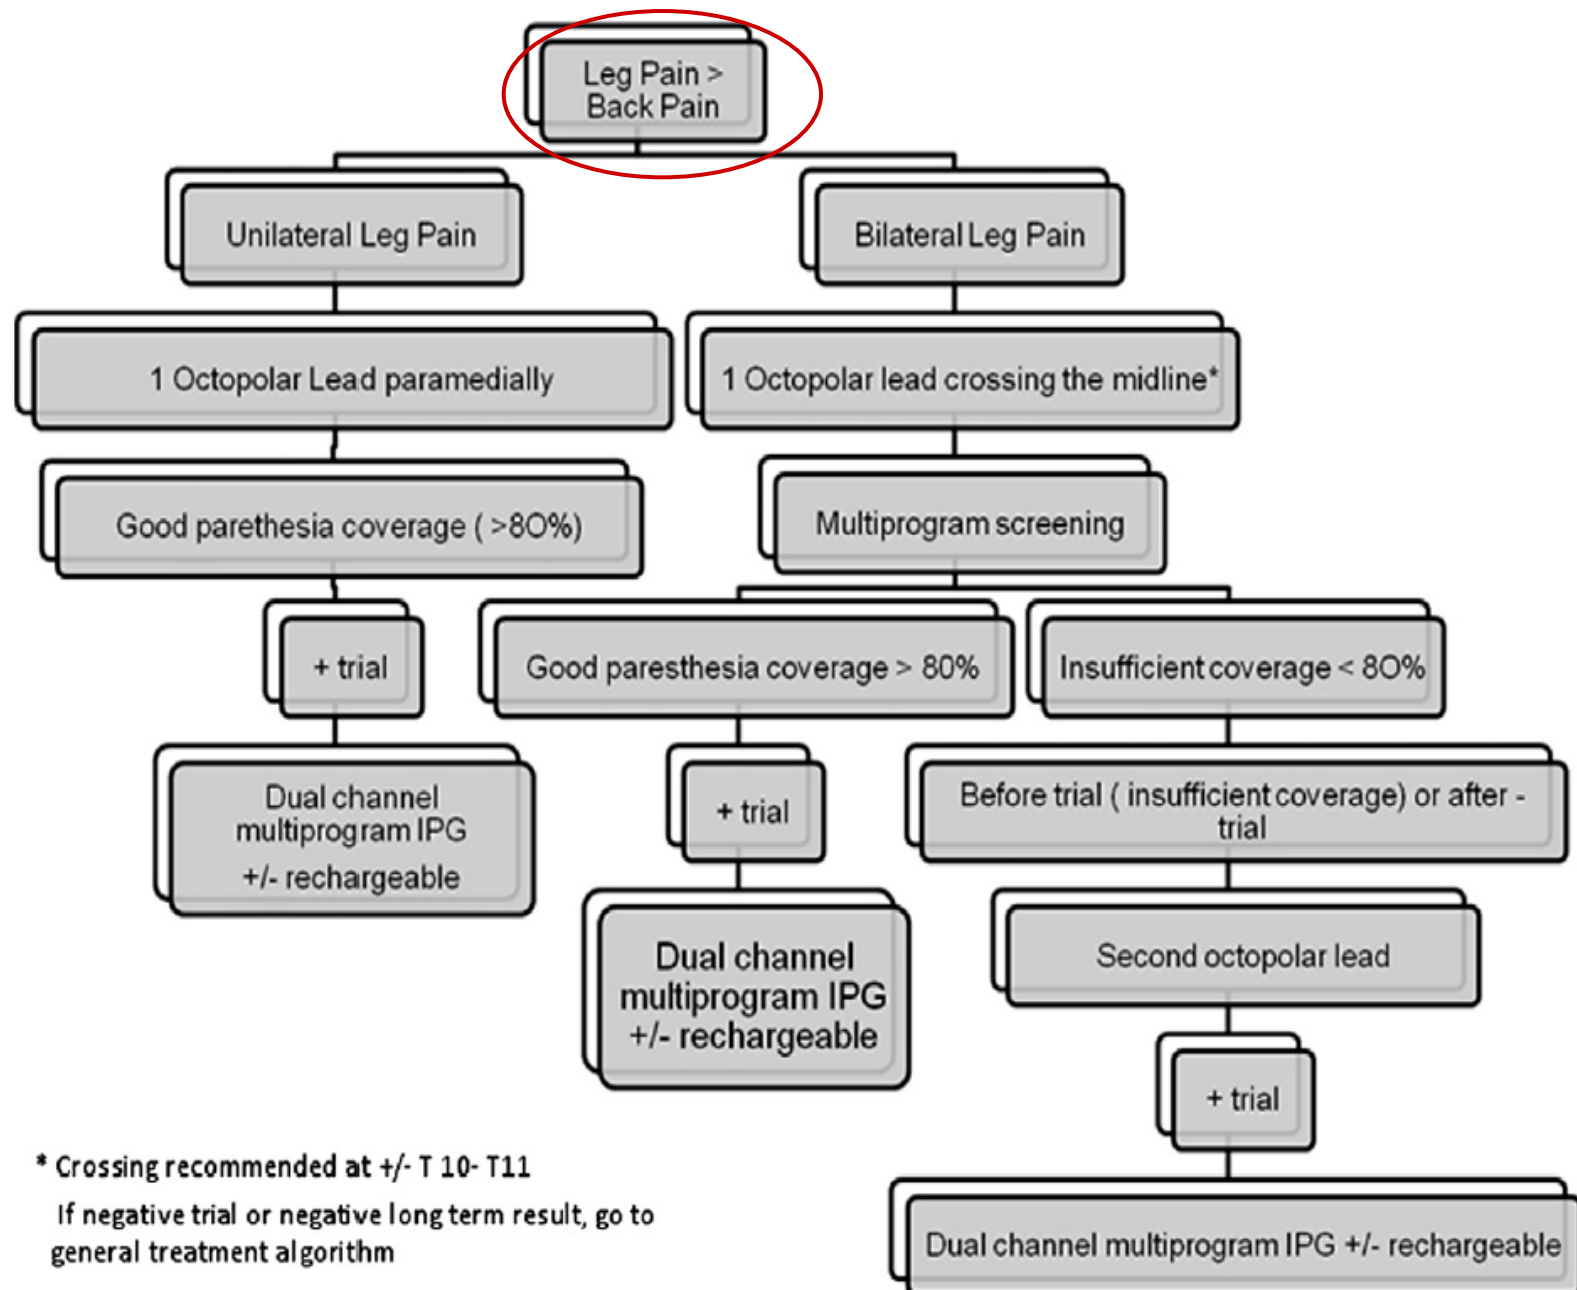 Leg Pain >
Back Pain
Unilateral Leg Pain
Bilateral Leg Pain
1 Octopolar Lead paramedially
1 Octopolar lead crossing the midline*
Good parethesia coverage ( >8O%)
Multiprogram screening
+ trial
Good paresthesia coverage > 80%
Insufficient coverage < 8O%
Dual channel
multiprogram IPG
+/- rechargeable
+ trial
Before trial ( insufficient coverage) or after -
trial
Dual channel
multiprogram IPG
+/- rechargeable
Second octopolar lead
+ trial
Dual channel multiprogram IPG +/- rechargeable
* Crossing recommended at +/- T 10- T11
If negative trial or negative long term result, go to
general treatment algorithm